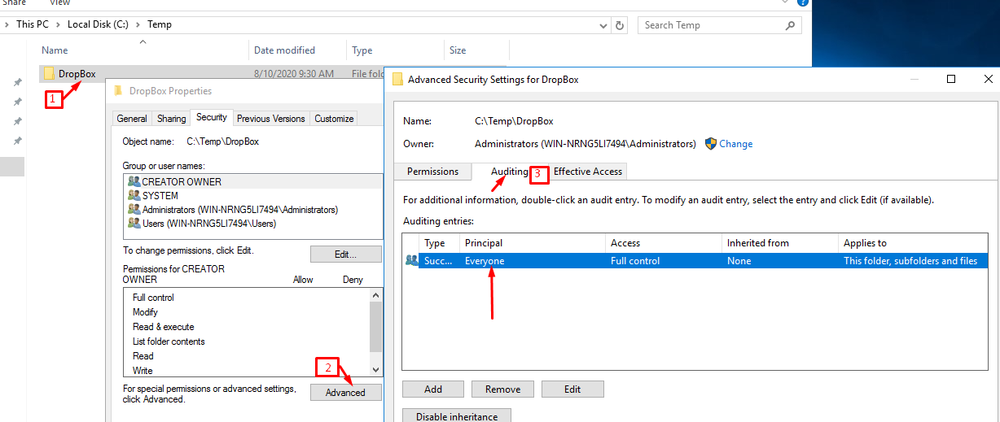 Share View
This PC > Local Disk (C:) > Temp
Search Temp
Name Date modified Type Size
DropBox 8/10/2020 9:30 AM File fold
1
DropBox Properties
General Sharing Security Previous Versions Customize
Object name: C:\Temp\DropBox
Group or user names:
CREATOR OWNER
SYSTEM
Administrators (WIN-NRNG5LI7494\Administrators)
Users (WIN-NRNG5LI7494\Users)
To change permissions, click Edit.
Edit...
Permissions for CREATOR
OWNER Allow Deny
Full control
Modify
Read & execute
List folder contents
Read
Write
2
For special permissions or advanced settings,
click Advanced.
Advanced
Advanced Security Settings for DropBox
Name: C:\Temp\DropBox
Owner: Administrators (WIN-NRNG5LI7494\Administrators) Change
Permissions Auditing 3 Effective Access
For additional information, double-click an audit entry. To modify an audit entry, select the entry and click Edit (if available).
Auditing entries:
Type Principal Access Inherited from Applies to
Succ... Everyone Full control None This folder, subfolders and files
Add Remove Edit
Disable inheritance